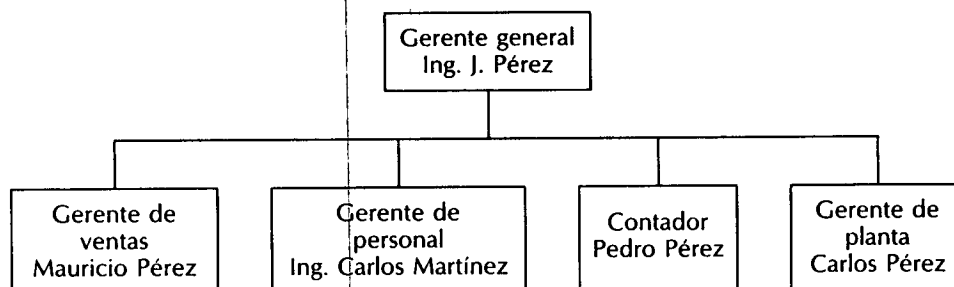 Gerente general
Ing. J. Pérez
Gerente de
ventas
Mauricio Pérez
Gerente de
personal
Ing. Carlos Martínez
Contador
Pedro Pérez
Gerente de
planta
Carlos Pérez